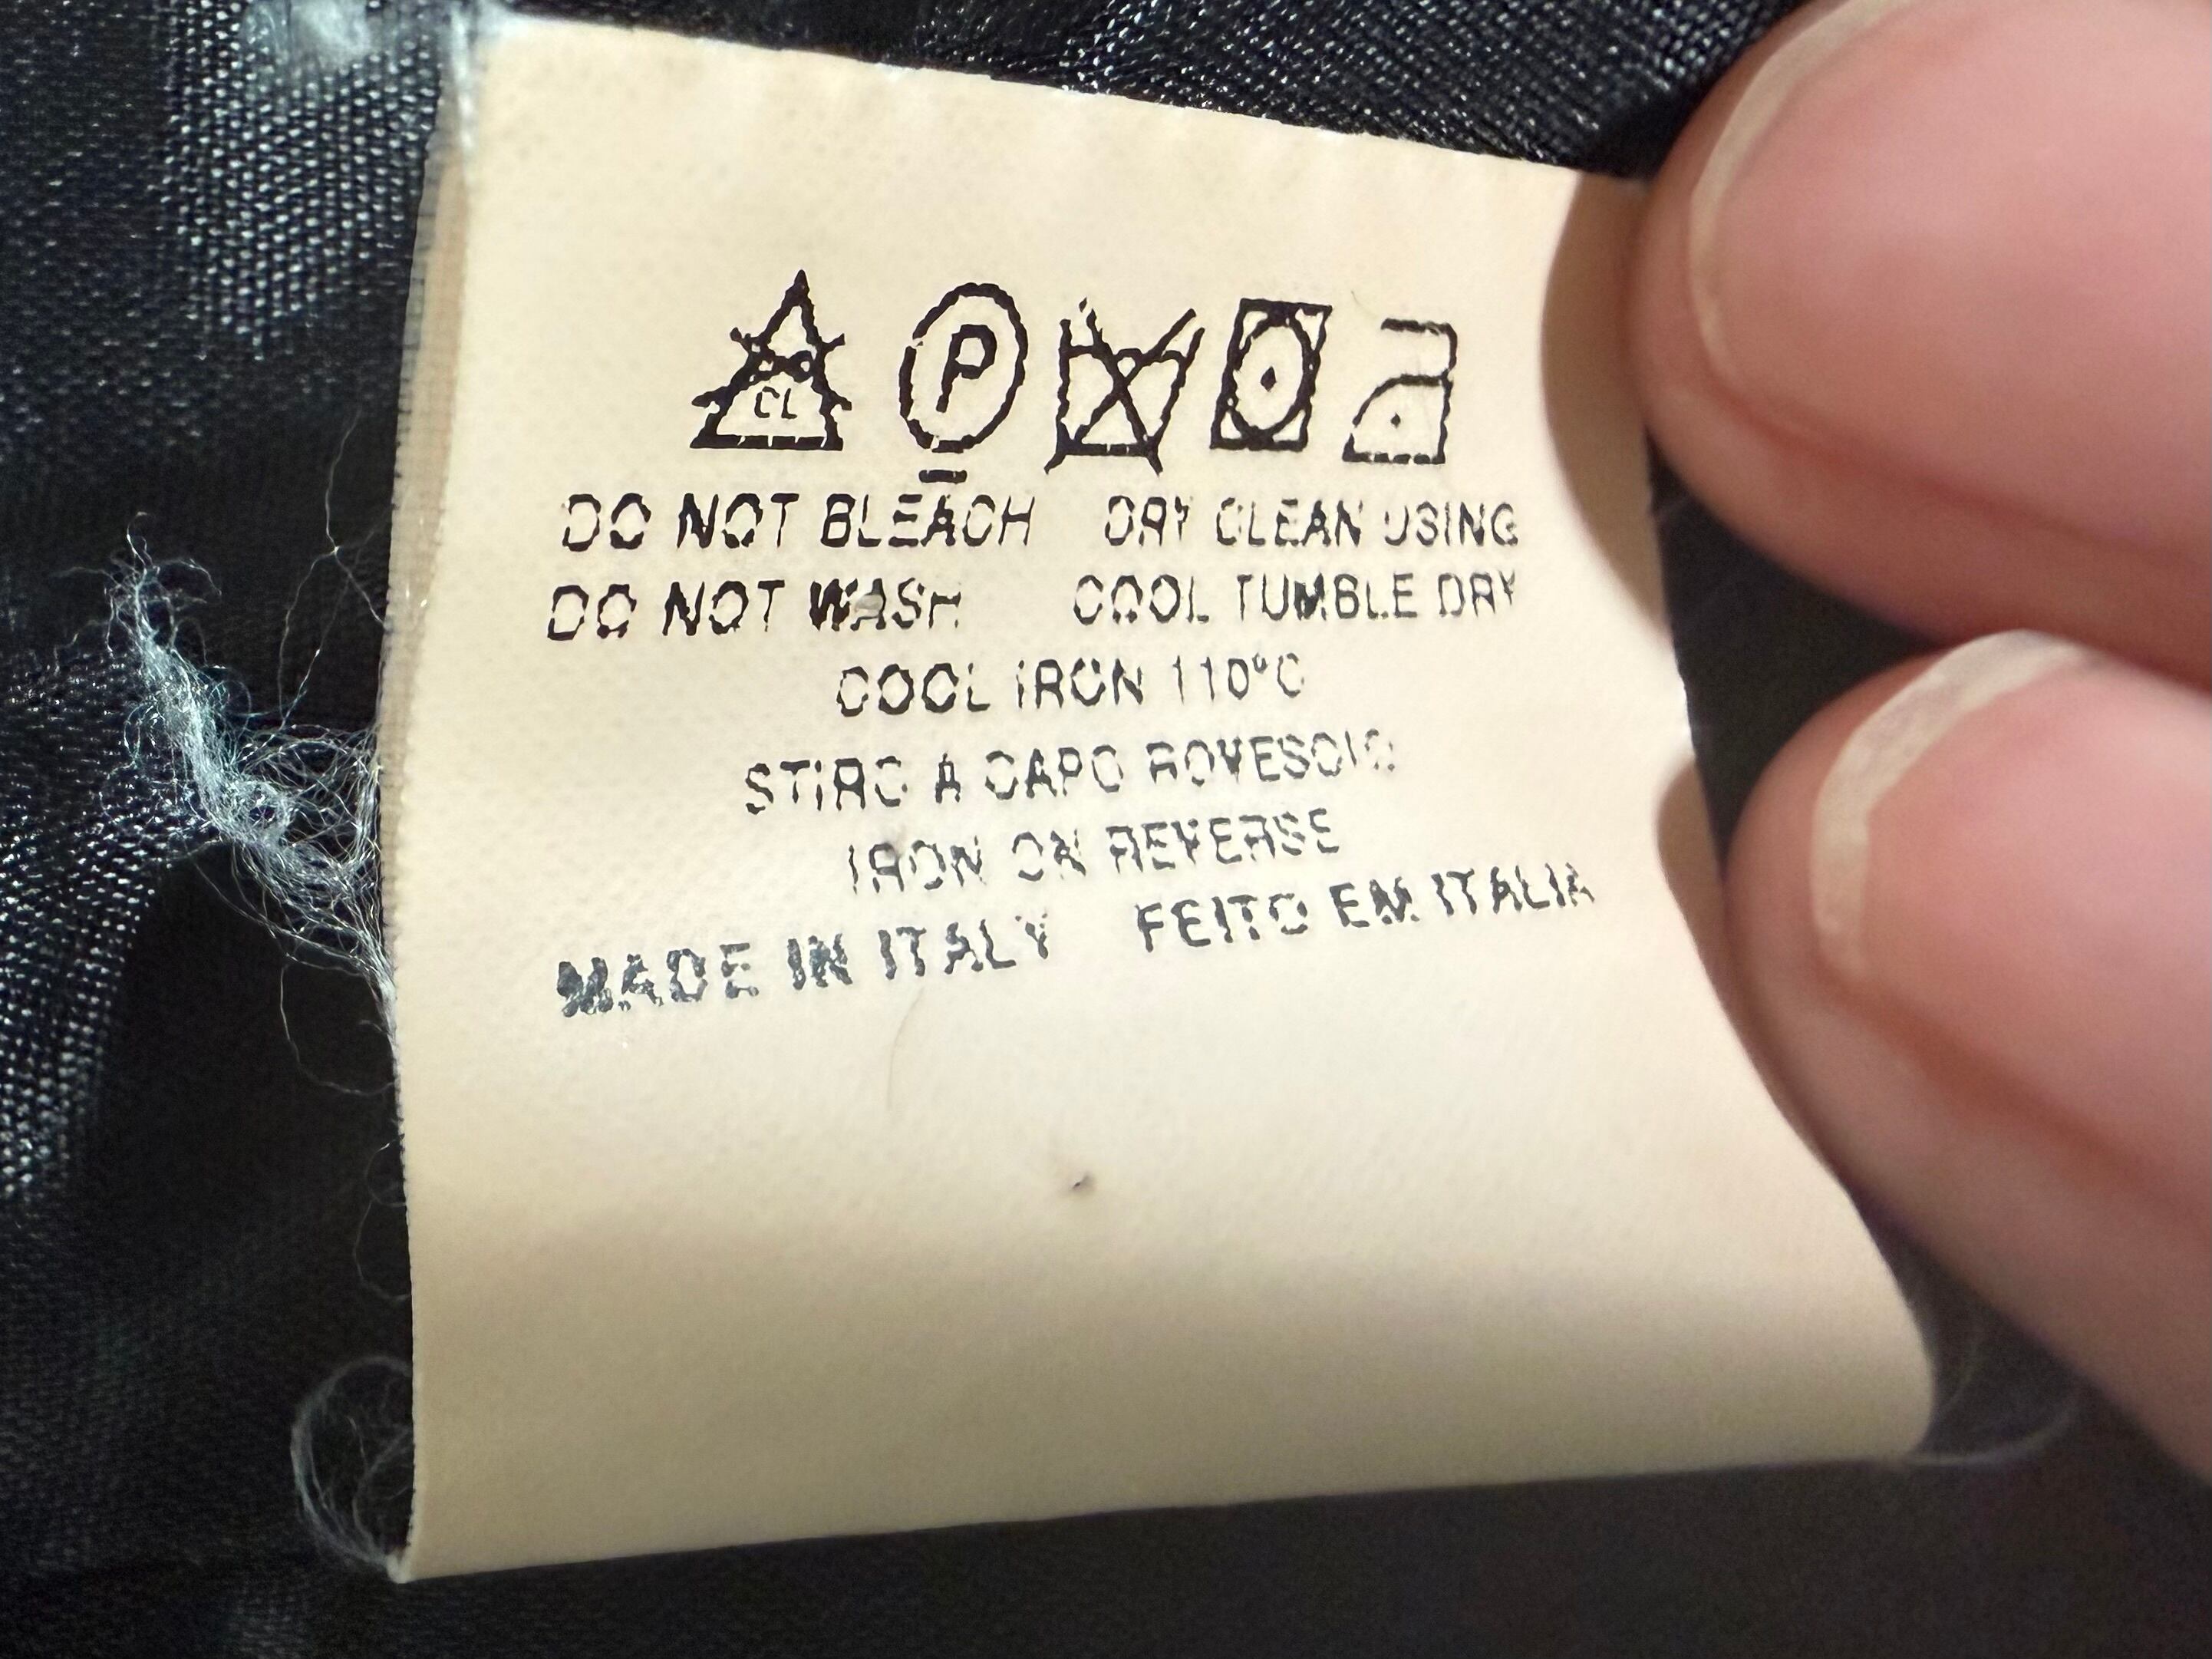 CL P
DO NOT BLEACH DRY CLEAN USING
DO NOT WASH COOL TUMBLE DRY
COOL IRON 110°C
STIRO A CAPO ROVESCIO
IRON ON REVERSE
MADE IN ITALY FEITO EM ITALIA